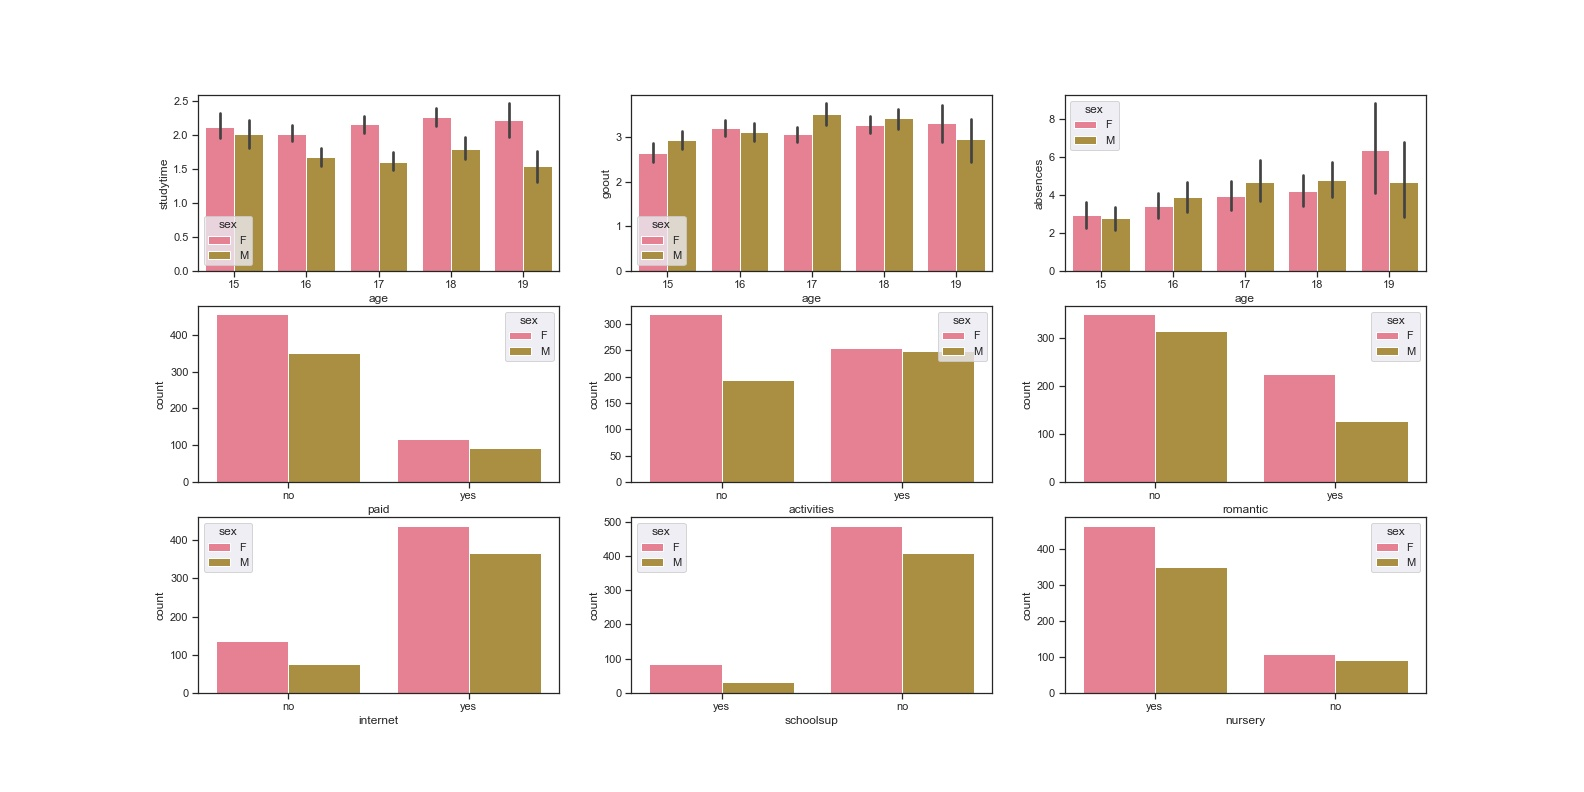 2.5
2.0
1.5
1.0
0.5
0.0
studytime
sex
F
M
15 16 17 18 19
age
3
2
1
0
goout
sex
F
M
15 16 17 18 19
age
8
6
4
2
0
absences
sex
F
M
15 16 17 18 19
age
400
300
200
100
0
count
sex
F
M
no yes
paid
300
250
200
150
100
50
0
count
sex
F
M
no yes
activities
300
200
100
0
count
sex
F
M
no yes
romantic
400
300
200
100
0
count
sex
F
M
no yes
internet
500
400
300
200
100
0
count
sex
F
M
yes no
schoolsup
400
300
200
100
0
count
sex
F
M
yes no
nursery